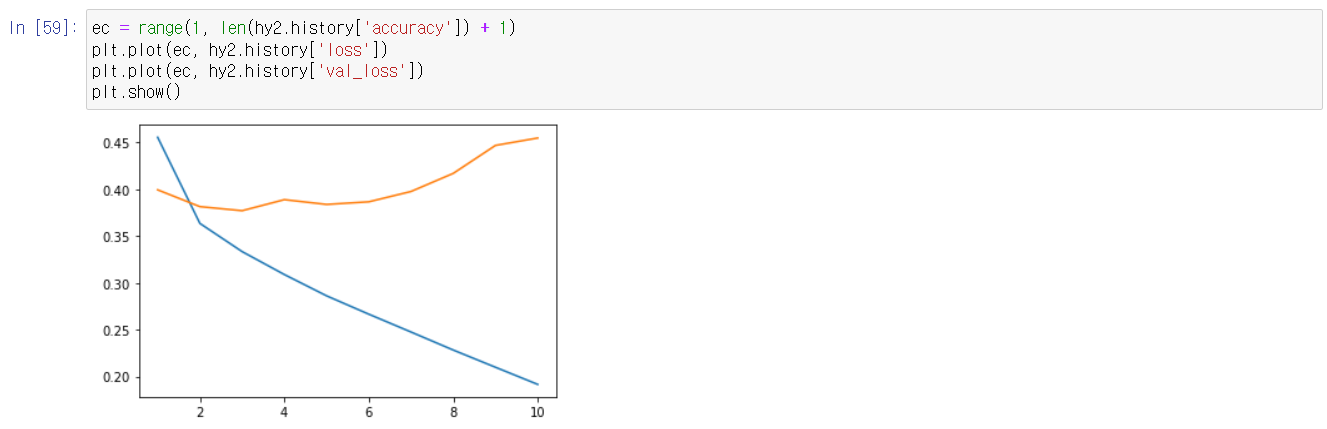 In [59]: ec = range(1, len(hy2.history['accuracy']) + 1)
plt.plot(ec, hy2.history['loss'])
plt.plot(ec, hy2.history['val_loss'])
plt.show()
0.45
0.40
0.35
0.30
0.25
0.20
2 4 6 8 10